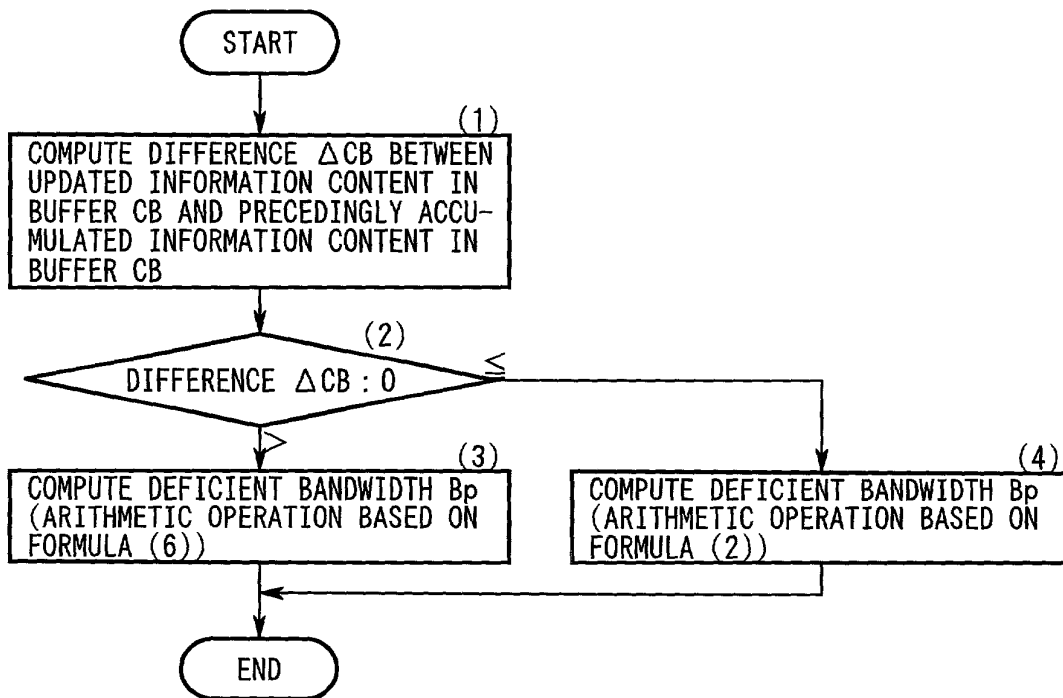 START
(1)
COMPUTE DIFFERENCE △CB BETWEEN
UPDATED INFORMATION CONTENT IN
BUFFER CB AND PRECEDINGLY ACCU-
MULATED INFORMATION CONTENT IN
BUFFER CB
(2)
DIFFERENCE △CB : 0
≦
>
(3)
COMPUTE DEFICIENT BANDWIDTH Bp
(ARITHMETIC OPERATION BASED ON
FORMULA (6))
(4)
COMPUTE DEFICIENT BANDWIDTH Bp
(ARITHMETIC OPERATION BASED ON
FORMULA (2))
END